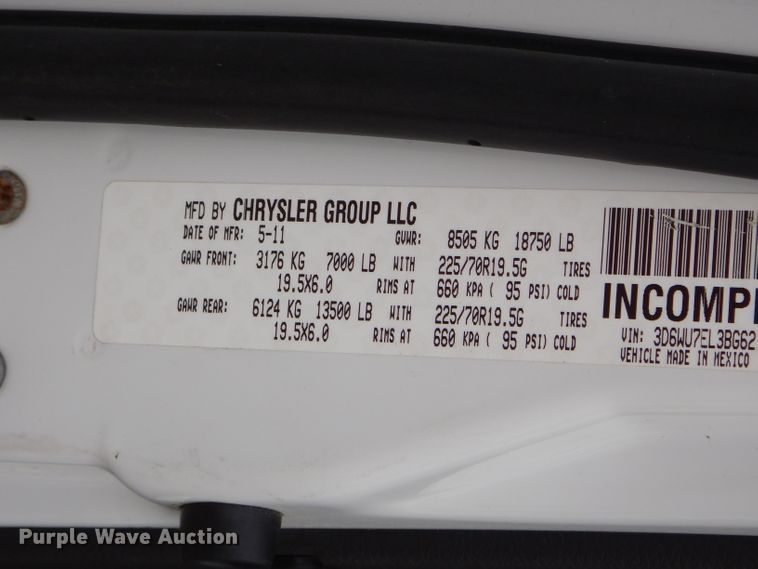 MFD BY CHRYSLER GROUP LLC
DATE OF MFR: 5-11 GVWR: 8505 KG 18750 LB
GAWR FRONT: 3176 KG 7000 LB WITH 225/70R19.5G TIRES
19.5X6.0 RIMS AT 660 KPA ( 95 PSI) COLD
GAWR REAR: 6124 KG 13500 LB WITH 225/70R19.5G TIRES
19.5X6.0 RIMS AT 660 KPA ( 95 PSI) COLD
INCOMP
VIN: 3D6WU7EL3BG62
VEHICLE MADE IN MEXICO
Purple Wave Auction